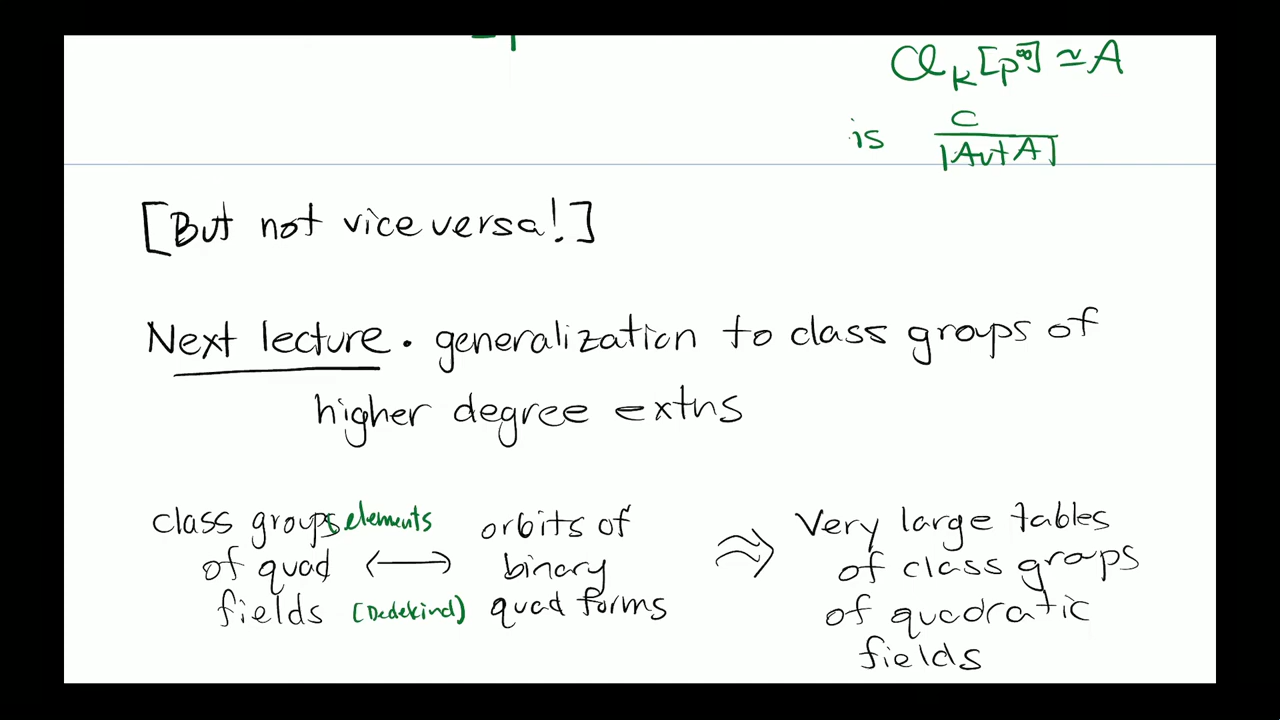 Cl_K [p^∞] ≃ A
is c / |Aut A|
[But not vice versa!]
Next lecture • generalization to class groups of
higher degree extns
class groups elements
of quad ⟷
fields (Dedekind)
orbits of
binary
quad forms
⇒
Very large tables
of class groups
of quadratic
fields